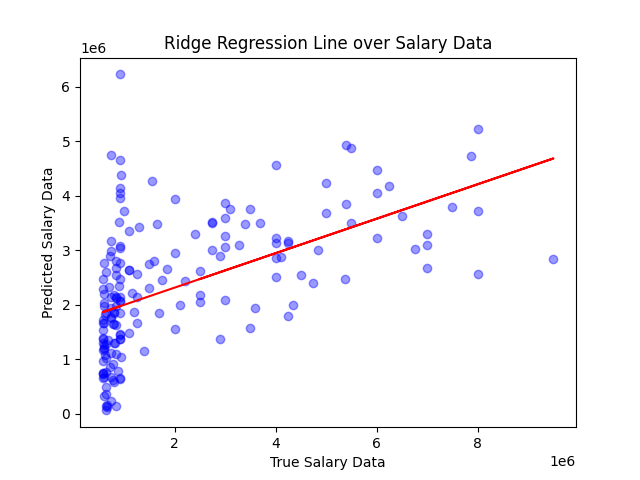 Ridge Regression Line over Salary Data
1e6
6
5
4
3
2
1
0
Predicted Salary Data
2
4
6
8
True Salary Data
1e6